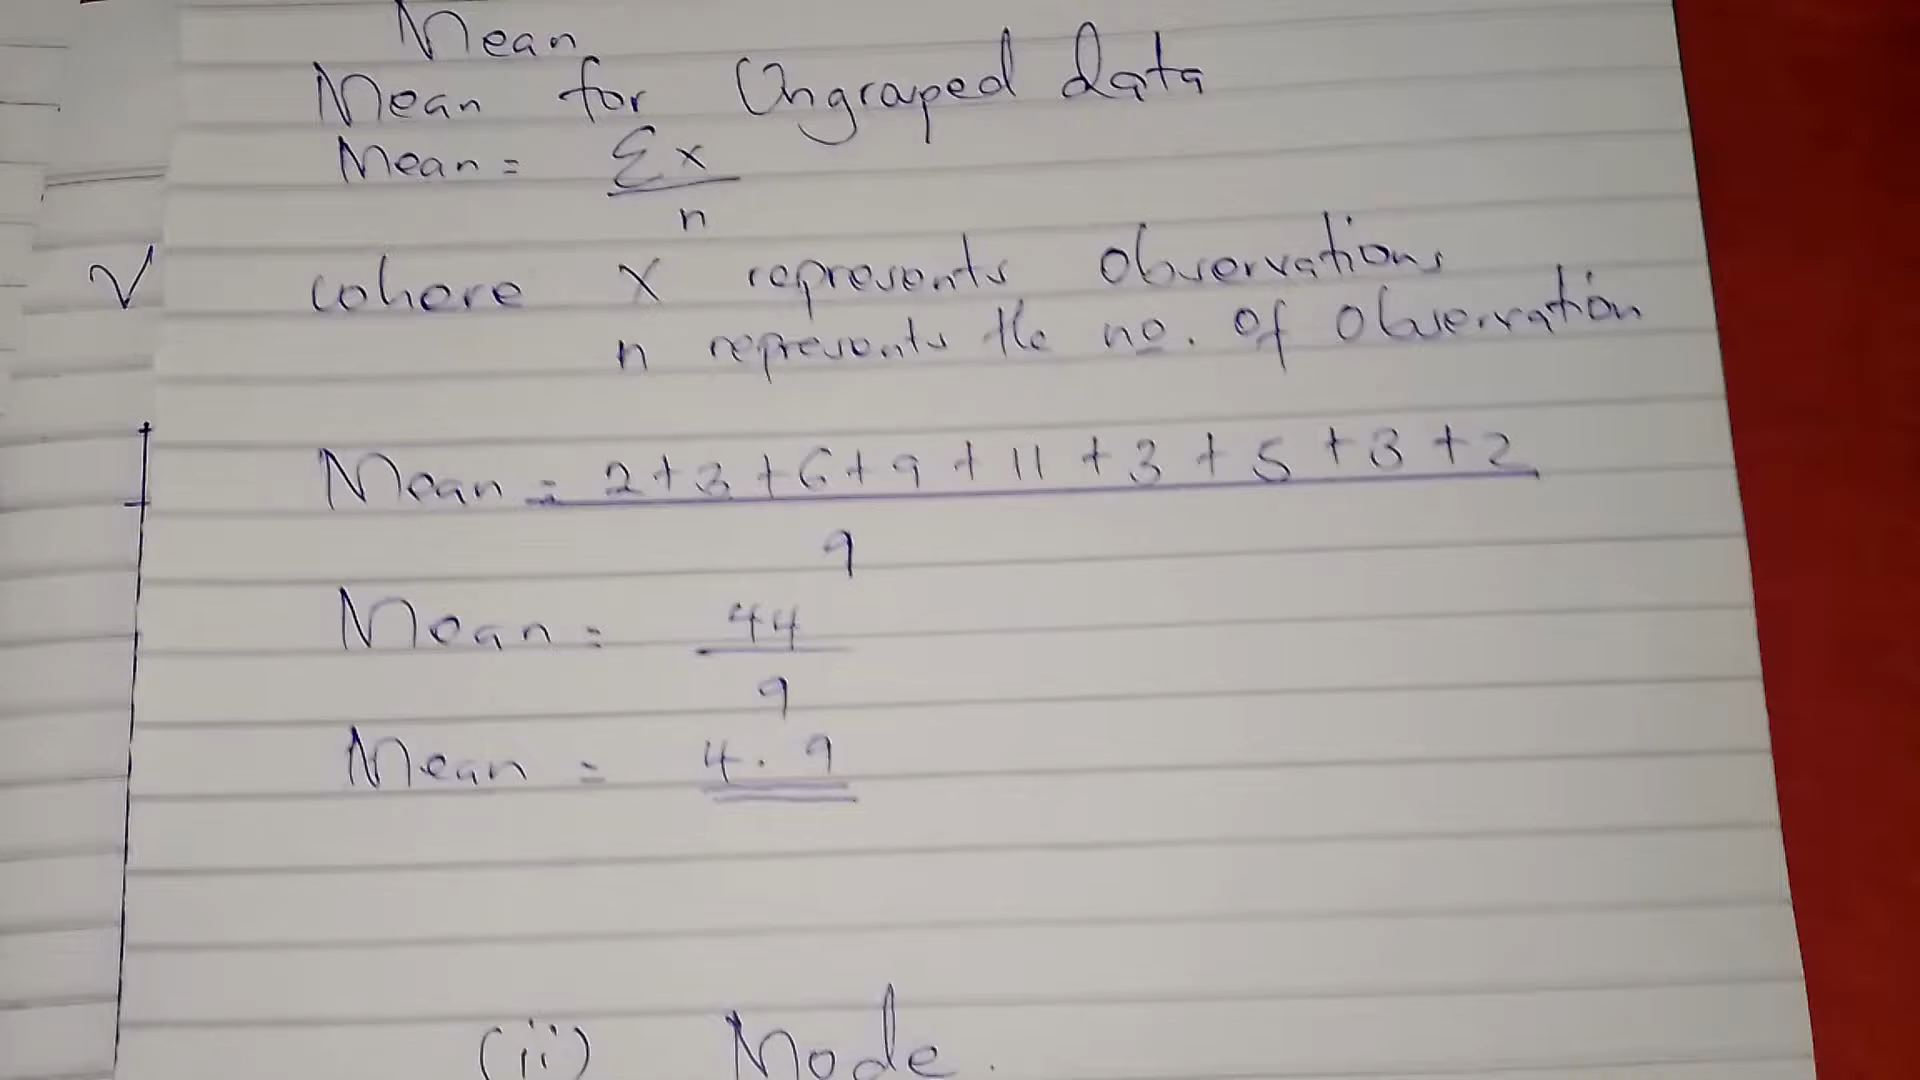 Mean
Mean for Ungraped data
Mean = Σx
n
where x represents observations
n represents the no. of observation
Mean = 2 + 3 + 6 + 9 + 11 + 3 + 5 + 3 + 2
9
Mean = 44
9
Mean = 4.9
(ii) Mode.